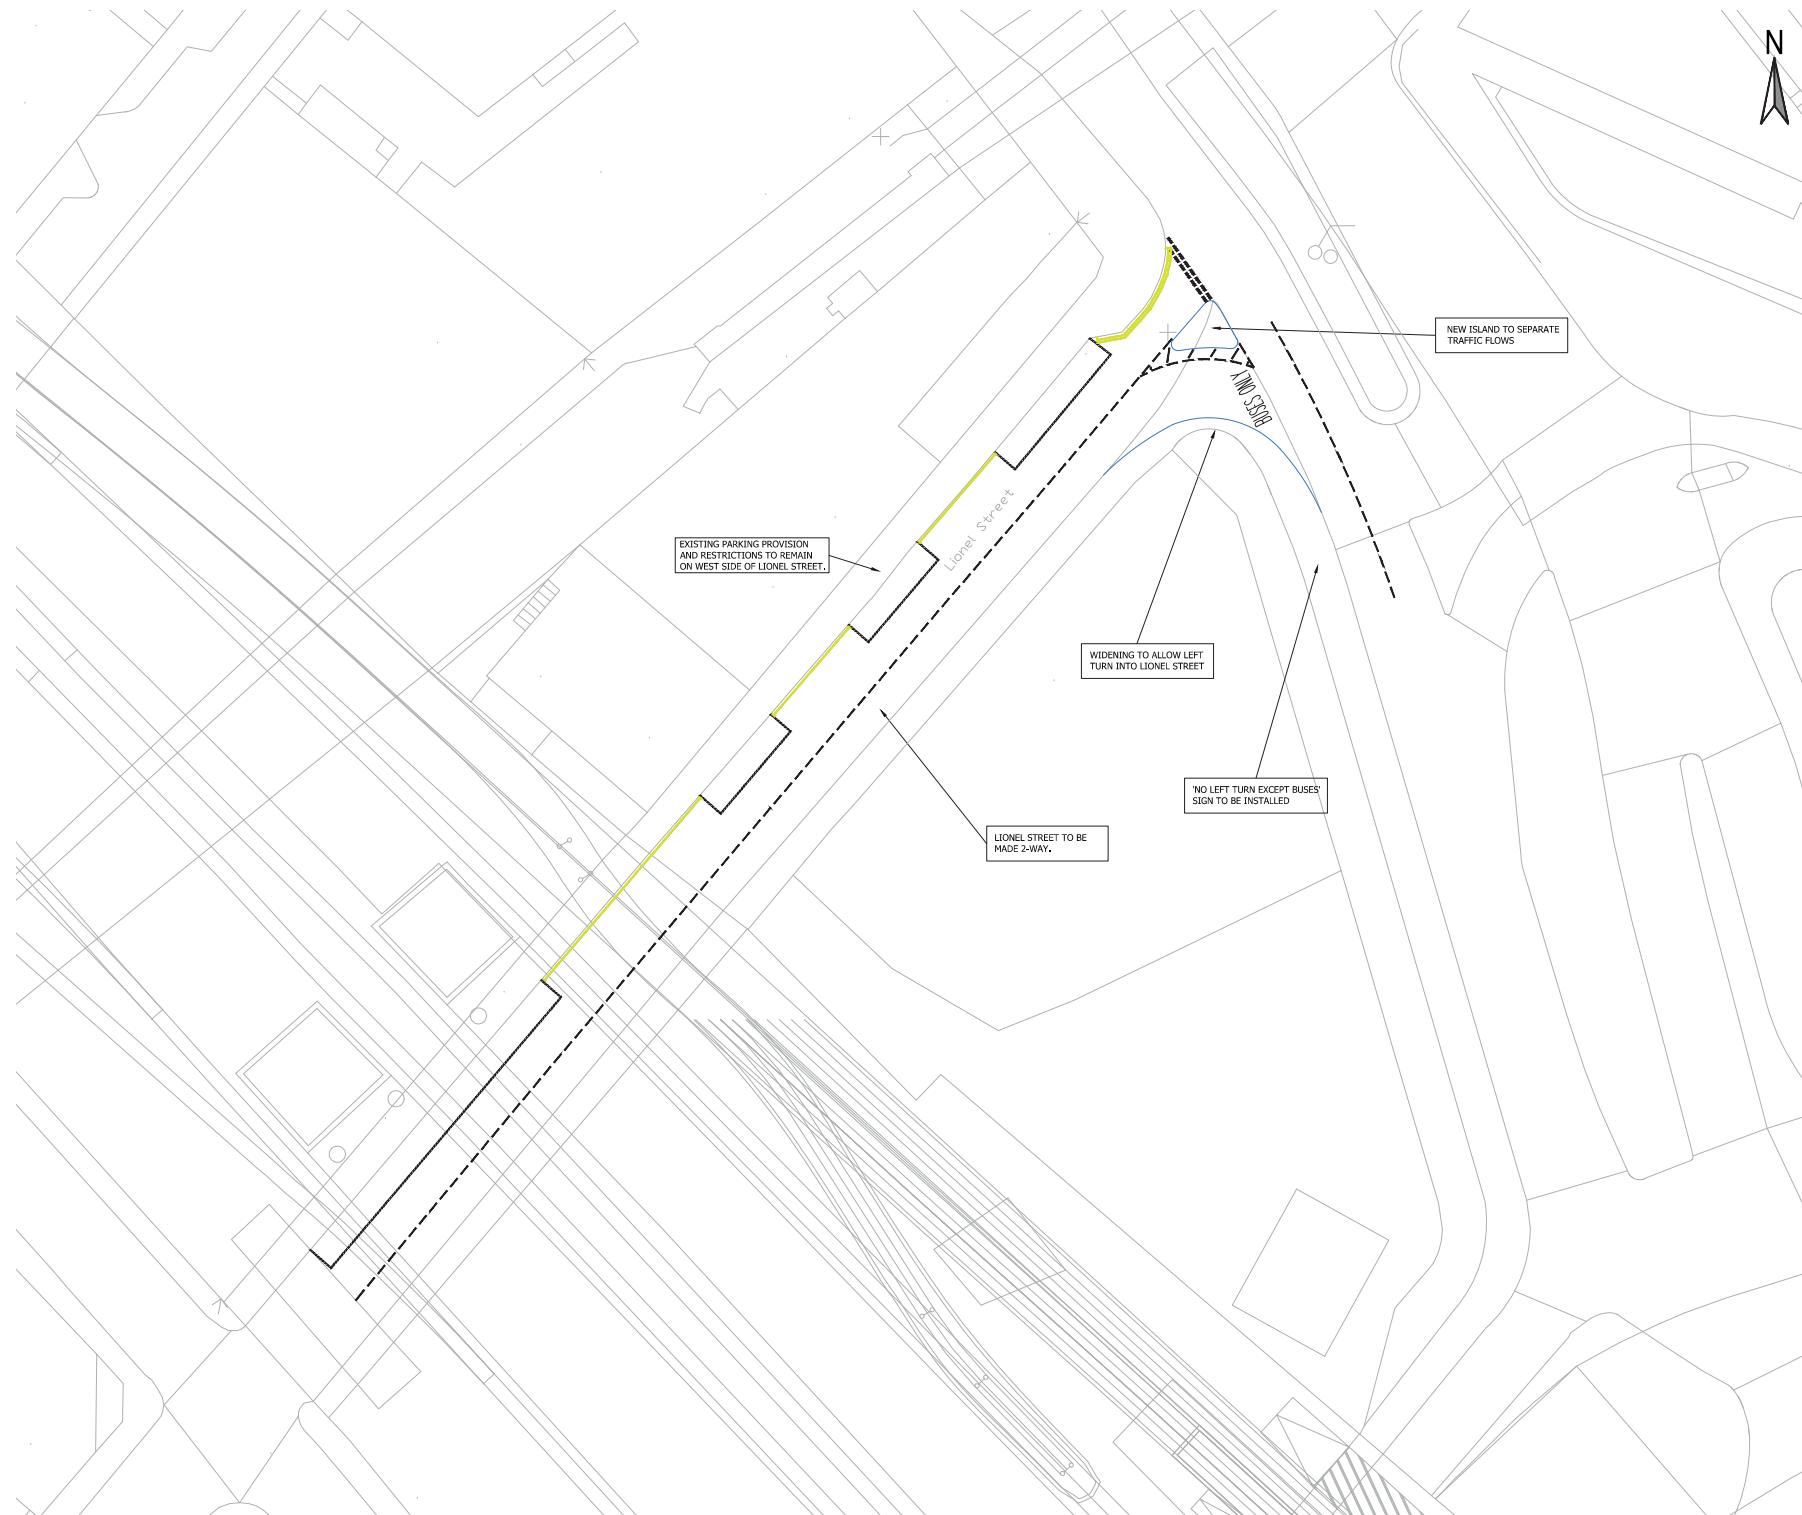 N
NEW ISLAND TO SEPARATE
TRAFFIC FLOWS
BUSES ONLY
Lionel Street
EXISTING PARKING PROVISION
AND RESTRICTIONS TO REMAIN
ON WEST SIDE OF LIONEL STREET.
WIDENING TO ALLOW LEFT
TURN INTO LIONEL STREET
'NO LEFT TURN EXCEPT BUSES'
SIGN TO BE INSTALLED
LIONEL STREET TO BE
MADE 2-WAY.